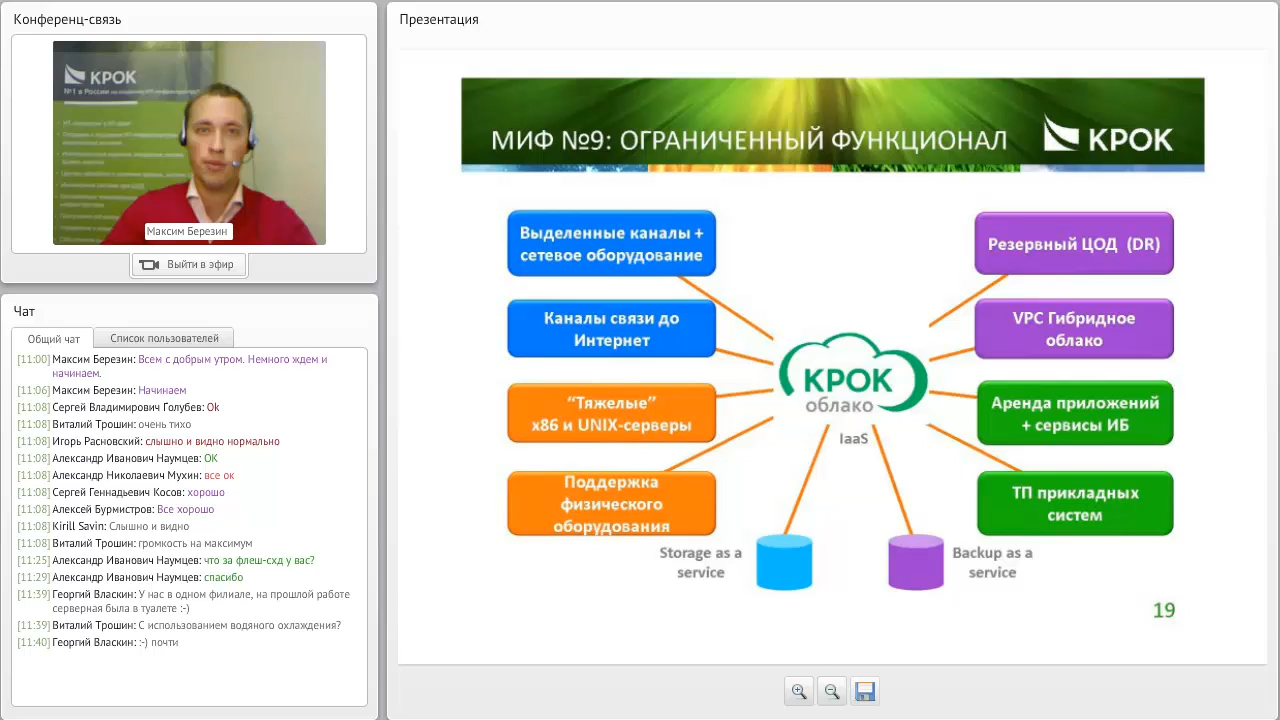 Конференц-связь
КРОК
№1 в России
Максим Березин
Выйти в эфир
Чат
Общий чат
Список пользователей
[11:00] Максим Березин: Всем с добрым утром. Немного ждем и
начинаем.
[11:06] Максим Березин: Начинаем
[11:08] Сергей Владимирович Голубев: Ok
[11:08] Виталий Трошин: очень тихо
[11:08] Игорь Расновский: слышно и видно нормально
[11:08] Александр Иванович Наумцев: ОК
[11:08] Александр Николаевич Мухин: все ок
[11:08] Сергей Геннадьевич Косов: хорошо
[11:08] Алексей Бурмистров: Все хорошо
[11:08] Kirill Savin: Слышно и видно
[11:08] Виталий Трошин: громкость на максимум
[11:25] Александр Иванович Наумцев: что за флеш-схд у вас?
[11:29] Александр Иванович Наумцев: спасибо
[11:39] Георгий Власкин: У нас в одном филиале, на прошлой работе
серверная была в туалете :-)
[11:39] Виталий Трошин: С использованием водяного охлаждения?
[11:40] Георгий Власкин: :-) почти
Презентация
МИФ №9: ОГРАНИЧЕННЫЙ ФУНКЦИОНАЛ
КРОК
Выделенные каналы +
сетевое оборудование
Каналы связи до
Интернет
“Тяжелые”
x86 и UNIX-серверы
Поддержка
физического
оборудования
КРОК
облако
IaaS
Storage as a
service
Backup as a
service
Резервный ЦОД (DR)
VPC Гибридное
облако
Аренда приложений
+ сервисы ИБ
ТП прикладных
систем
19